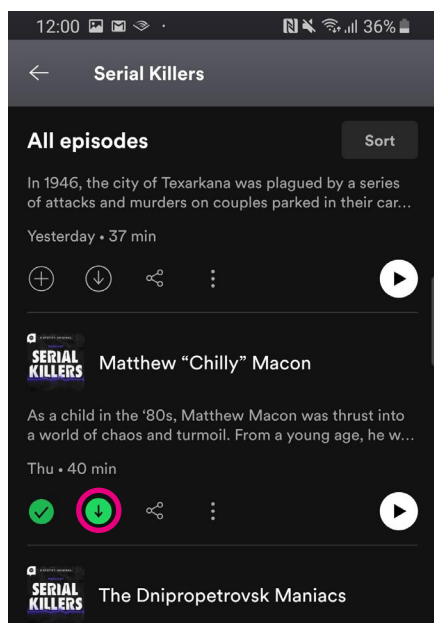 12:00 36%
Serial Killers
All episodes Sort
In 1946, the city of Texarkana was plagued by a series
of attacks and murders on couples parked in their car...
Yesterday • 37 min
SERIAL
KILLERS
Matthew “Chilly” Macon
As a child in the ‘80s, Matthew Macon was thrust into
a world of chaos and turmoil. From a young age, he w...
Thu • 40 min
SERIAL
KILLERS
The Dnipropetrovsk Maniacs